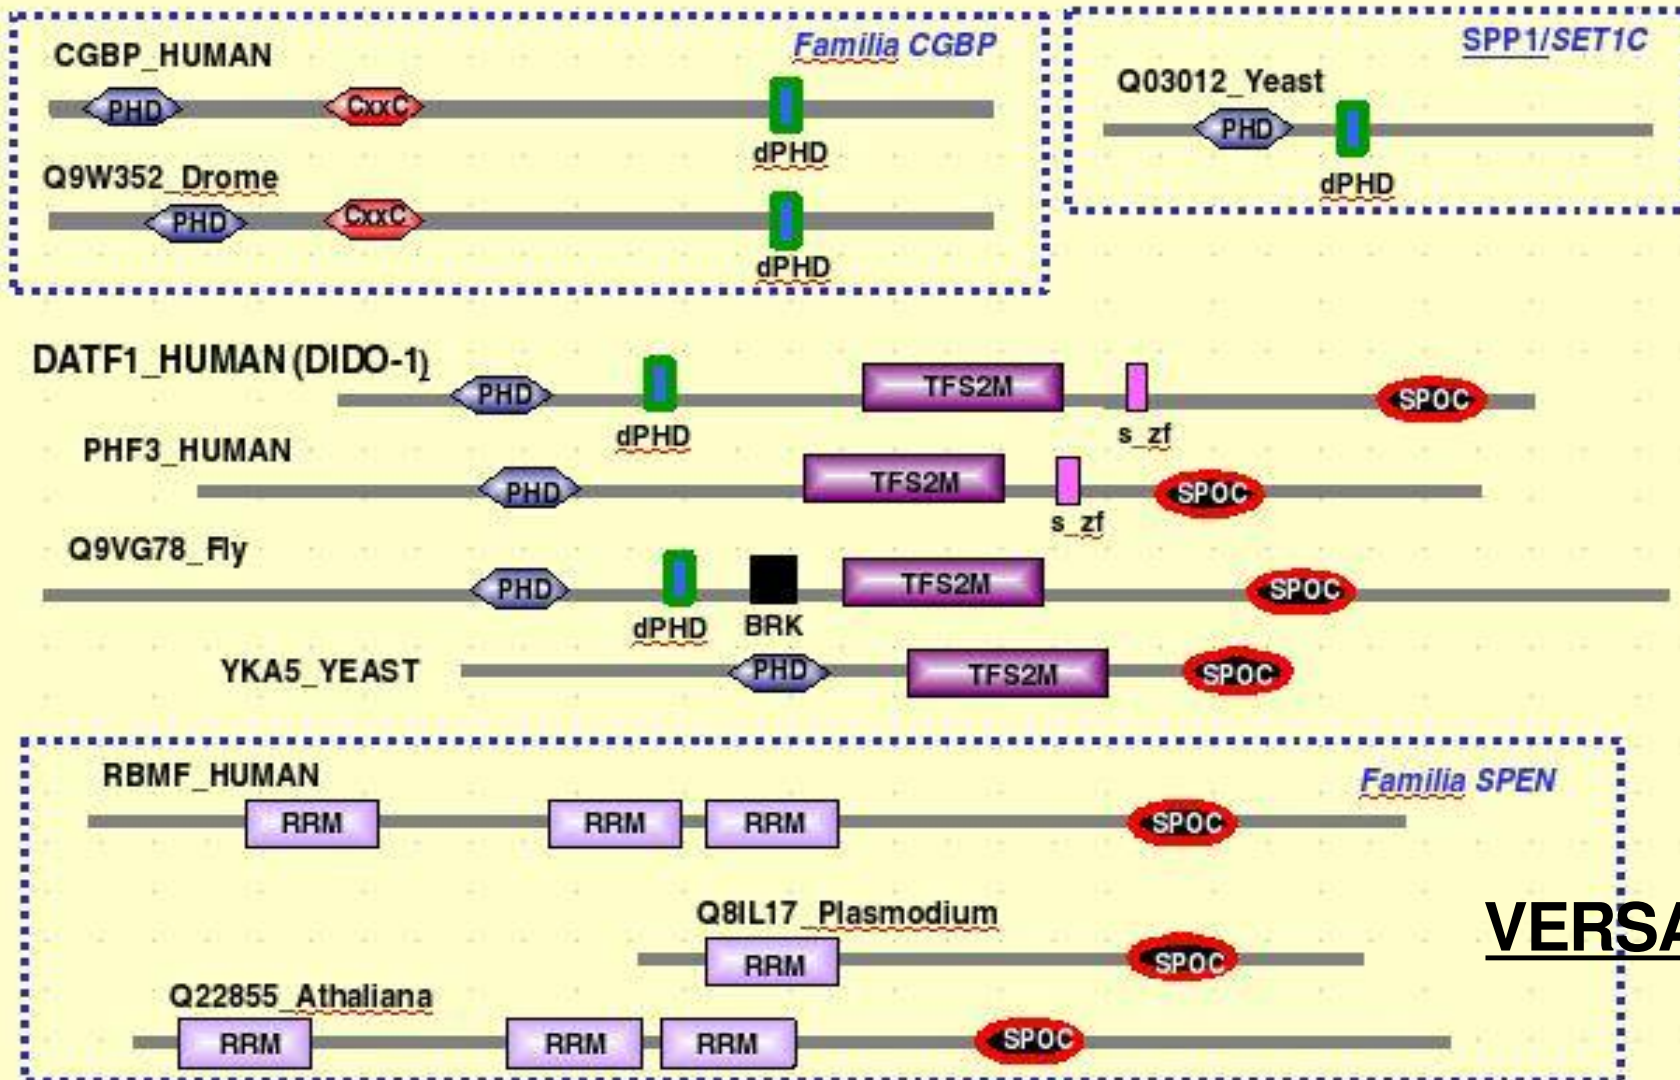 CGBP_HUMAN
Familia CGBP
PHD CxxC
dPHD
Q9W352_Drome
PHD CxxC
dPHD
SPP1/SET1C
Q03012_Yeast
PHD
dPHD
DATF1_HUMAN (DIDO-1)
PHD TFS2M SPOC
dPHD s_zf
PHF3_HUMAN
PHD TFS2M SPOC
s_zf
Q9VG78_Fly
PHD TFS2M SPOC
dPHD BRK
YKA5_YEAST PHD TFS2M SPOC
RBMF_HUMAN
Familia SPEN
RRM RRM RRM SPOC
Q8IL17_Plasmodium
RRM SPOC
VERSA
Q22855_Athaliana
RRM RRM RRM SPOC